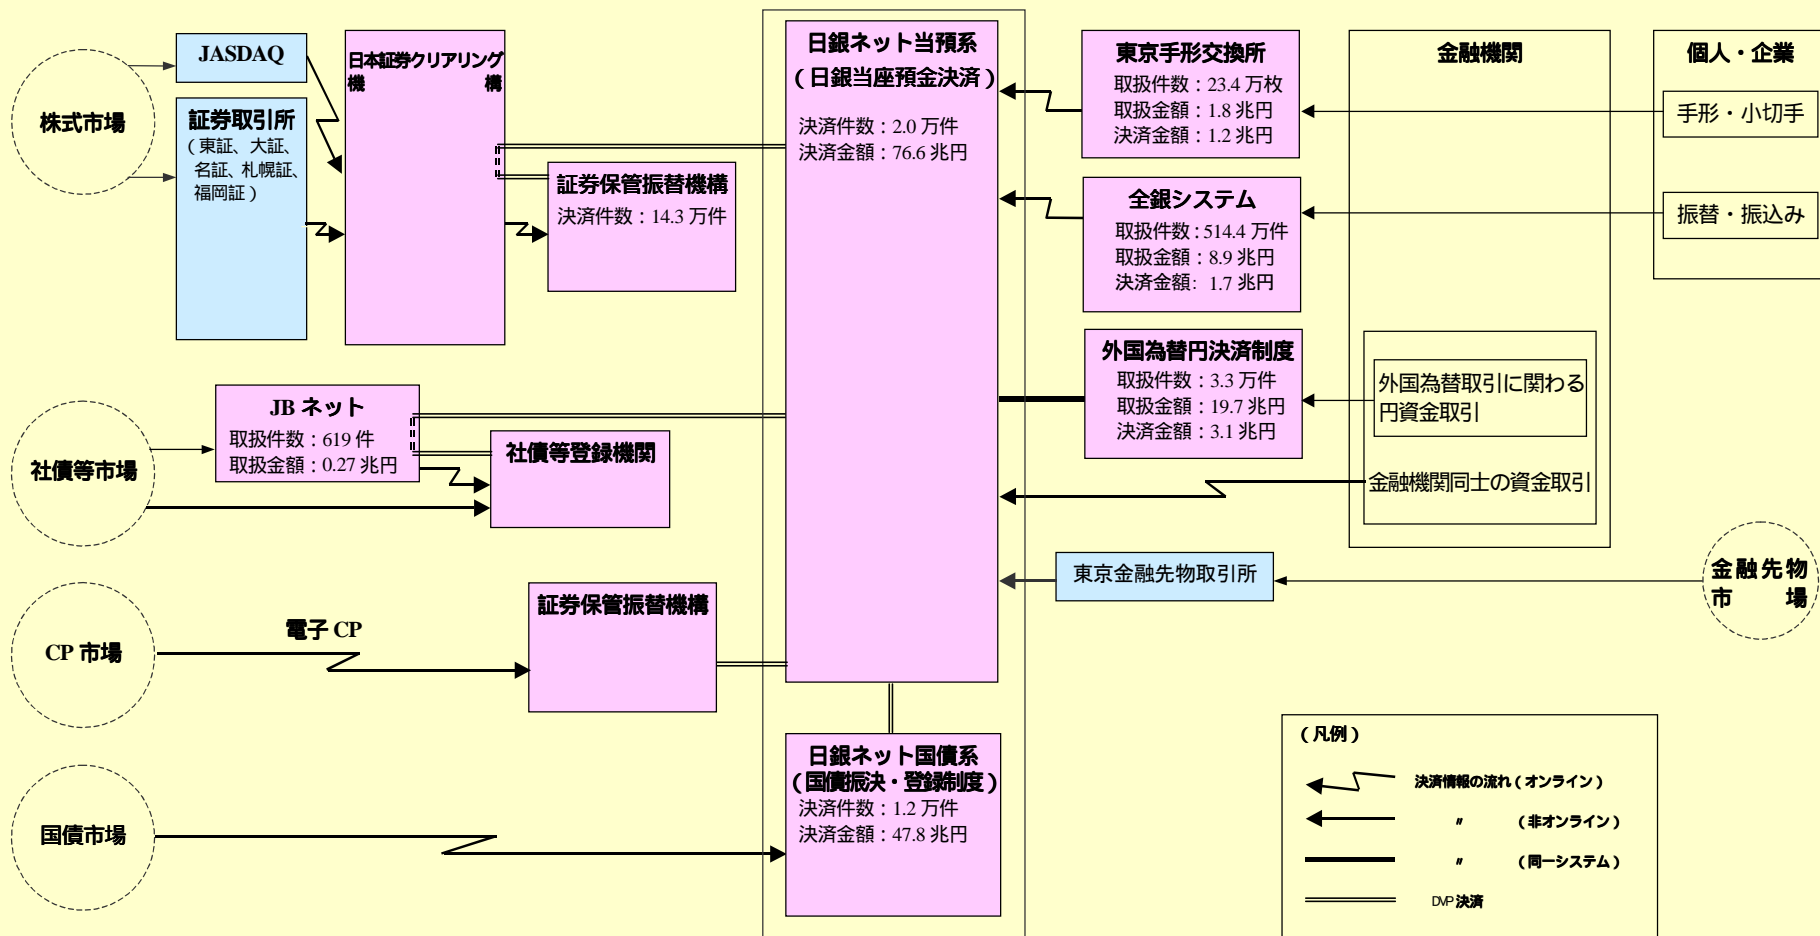 株式市場
JASDAQ
証券取引所
（東証、大証、
名証、札幌証、
福岡証）
日本証券クリアリング
機　構
証券保管振替機構
決済件数：14.3 万件
日銀ネット当預系
（日銀当座預金決済）
決済件数：2.0 万件
決済金額：76.6 兆円
東京手形交換所
取扱件数：23.4 万枚
取扱金額：1.8 兆円
決済金額：1.2 兆円
全銀システム
取扱件数：514.4 万件
取扱金額：8.9 兆円
決済金額：1.7 兆円
外国為替円決済制度
取扱件数：3.3 万件
取扱金額：19.7 兆円
決済金額：3.1 兆円
金融機関
外国為替取引に関わる
円資金取引
金融機関同士の資金取引
個人・企業
手形・小切手
振替・振込み
社債等市場
JB ネット
取扱件数：619 件
取扱金額：0.27 兆円
社債等登録機関
東京金融先物取引所
金融先物
市　場
CP 市場
電子 CP
証券保管振替機構
国債市場
日銀ネット国債系
（国債振決・登録制度）
決済件数：1.2 万件
決済金額：47.8 兆円
（凡例）
決済情報の流れ（オンライン）
〃　（非オンライン）
〃　（同一システム）
DVP 決済